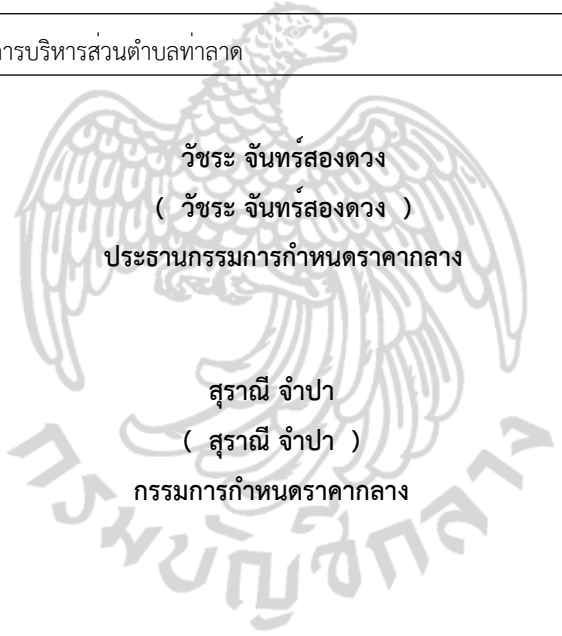 การบริหารส่วนตำบลท่าลาด
วัชระ จันทร์สองดวง
( วัชระ จันทร์สองดวง )
ประธานกรรมการกำหนดราคากลาง
สุราณี จำปา
( สุราณี จำปา )
กรรมการกำหนดราคากลาง
กรมบัญชีกลาง